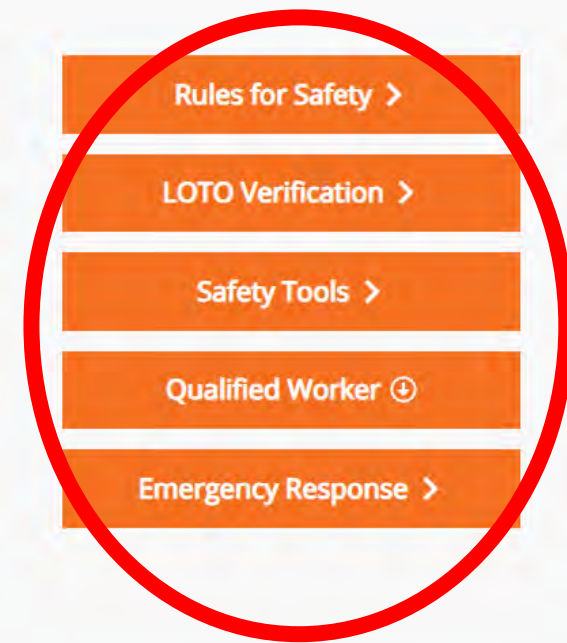 Rules for Safety >
LOTO Verification >
Safety Tools >
Qualified Worker
Emergency Response >